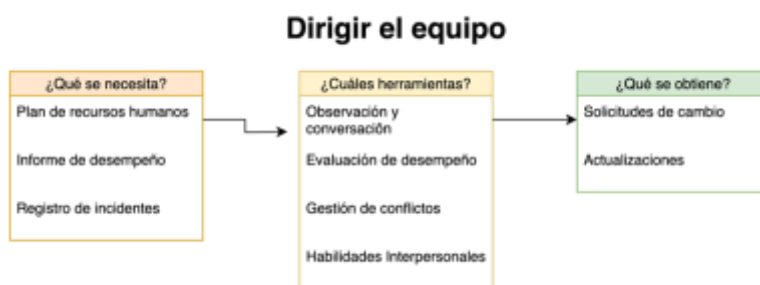 Dirigir el equipo
¿Qué se necesita?
Plan de recursos humanos
Informe de desempeño
Registro de incidentes
¿Cuáles herramientas?
Observación y
conversación
Evaluación de desempeño
Gestión de conflictos
Habilidades Interpersonales
¿Qué se obtiene?
Solicitudes de cambio
Actualizaciones